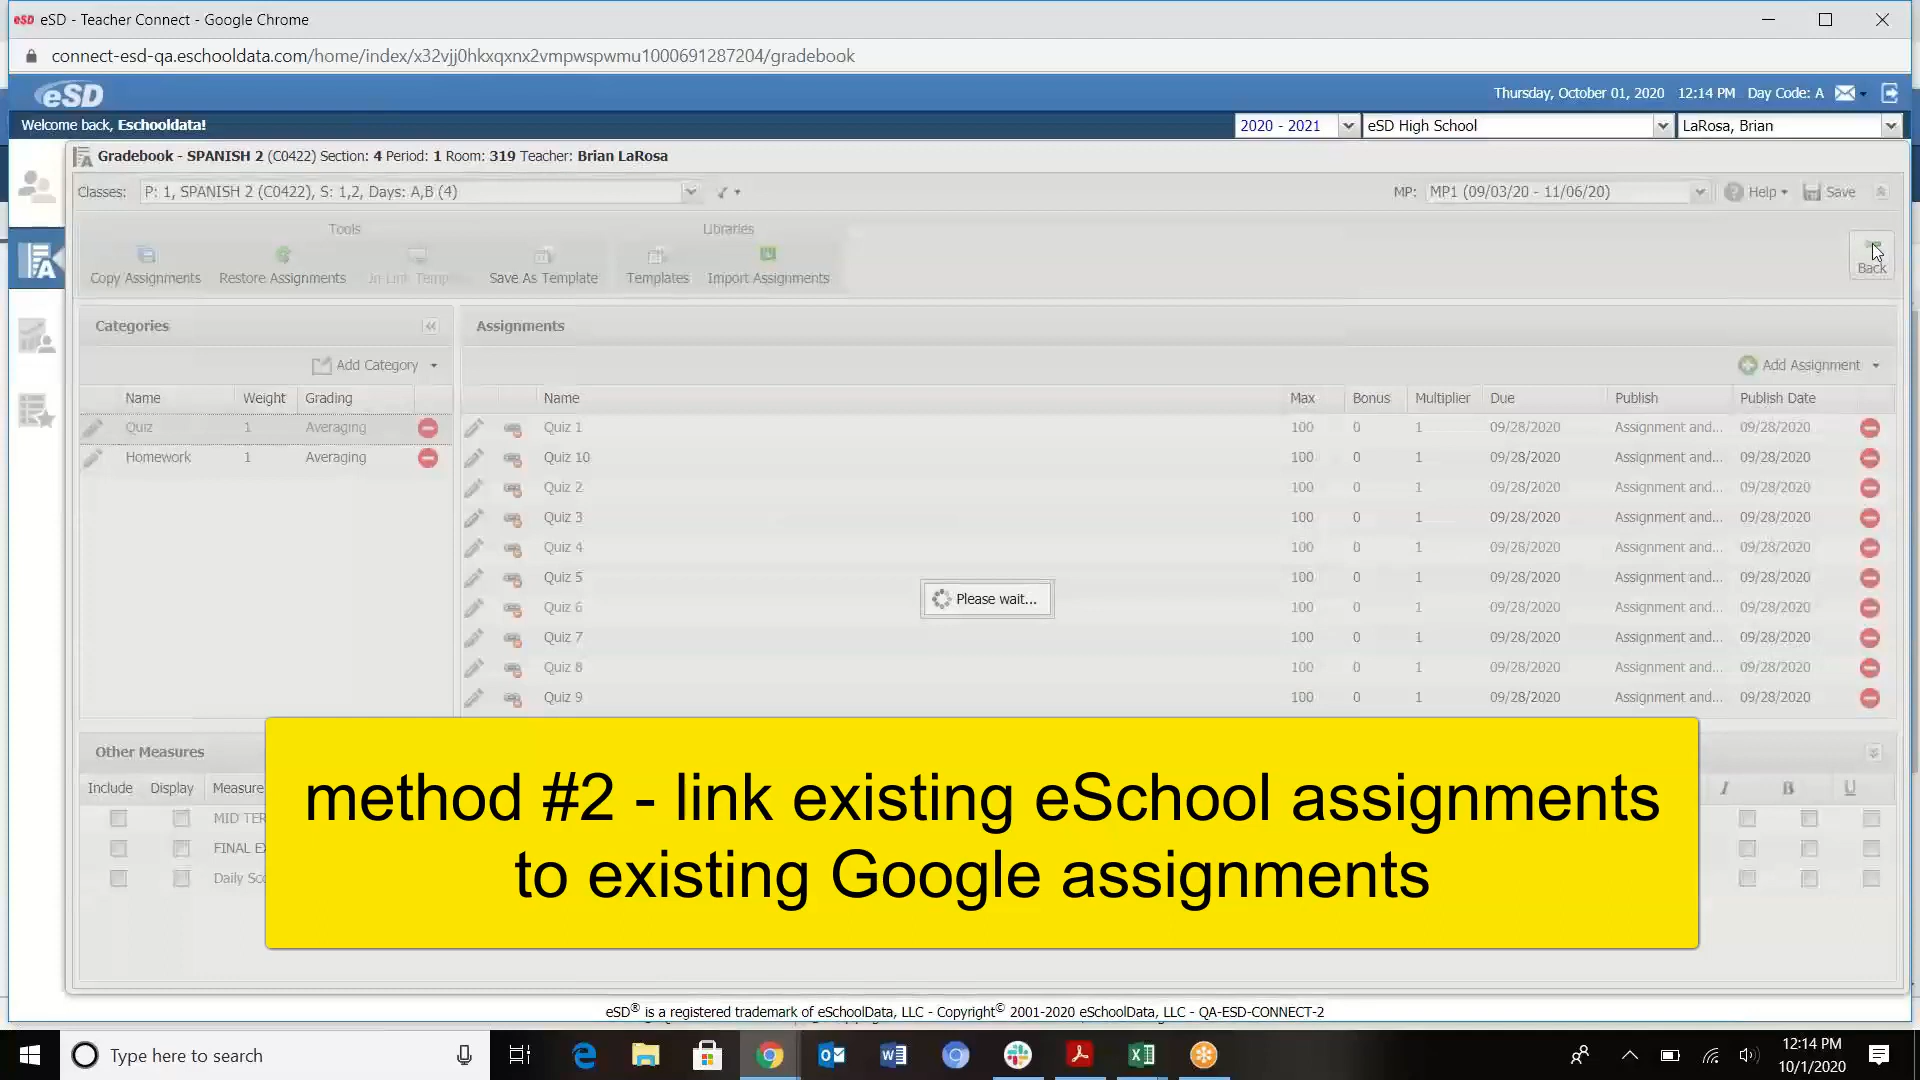 eSD eSD - Teacher Connect - Google Chrome
connect-esd-qa.eschooldata.com/home/index/x32vjj0hkxqxnx2vmpwspwmu1000691287204/gradebook
eSD Thursday, October 01, 2020 12:14 PM Day Code: A
Welcome back, Eschooldata! 2020 - 2021 eSD High School LaRosa, Brian
Gradebook - SPANISH 2 (C0422) Section: 4 Period: 1 Room: 319 Teacher: Brian LaRosa
Classes: P: 1, SPANISH 2 (C0422), S: 1,2, Days: A,B (4) MP: MP1 (09/03/20 - 11/06/20) Help Save
Tools Libraries
Copy Assignments Restore Assignments Save As Template Templates Import Assignments Back
Categories Assignments
Add Category Add Assignment
Name Weight Grading Name Max Bonus Multiplier Due Publish Publish Date
Quiz 1 Averaging Quiz 1 100 0 1 09/28/2020 Assignment and... 09/28/2020
Homework 1 Averaging Quiz 10 100 0 1 09/28/2020 Assignment and... 09/28/2020
Quiz 2 100 0 1 09/28/2020 Assignment and... 09/28/2020
Quiz 3 100 0 1 09/28/2020 Assignment and... 09/28/2020
Quiz 4 100 0 1 09/28/2020 Assignment and... 09/28/2020
Quiz 5 100 0 1 09/28/2020 Assignment and... 09/28/2020
Please wait...
Quiz 6 100 0 1 09/28/2020 Assignment and... 09/28/2020
Quiz 7 100 0 1 09/28/2020 Assignment and... 09/28/2020
Quiz 8 100 0 1 09/28/2020 Assignment and... 09/28/2020
Quiz 9 100 0 1 09/28/2020 Assignment and... 09/28/2020
Other Measures
Include Display Measure I B U
MID TER
FINAL E
Daily Sc
method #2 - link existing eSchool assignments
to existing Google assignments
eSD® is a registered trademark of eSchoolData, LLC - Copyright© 2001-2020 eSchoolData, LLC - QA-ESD-CONNECT-2
Type here to search 12:14 PM
10/1/2020